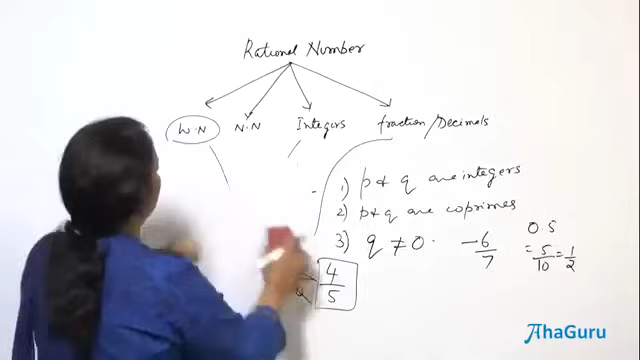 Rational Number
W.N N.N Integers fraction/Decimals
1) p & q are integers
2) p & q are coprimes
3) q ≠ 0.
-6/7
0.5
= 5/10 = 1/2
4/5
AhaGuru